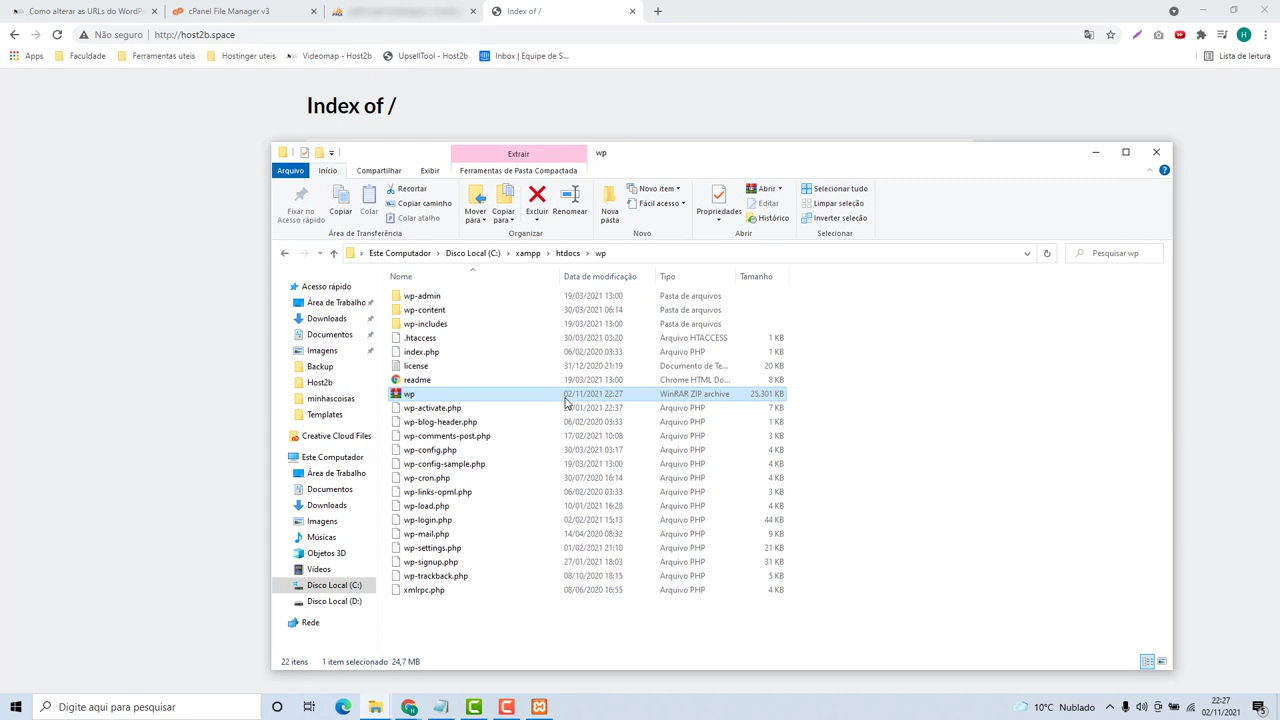 Como alterar as URLs do WordP
cPanel File Manager v3
Index of /
Não seguro
http://host2b.space
Apps
Faculdade
Ferramentas uteis
Hostinger uteis
Videomap - Host2b
UpsellTool - Host2b
Inbox | Equipe de S...
Lista de leitura
Index of /
Extrair
wp
Arquivo
Início
Compartilhar
Exibir
Ferramentas de Pasta Compactada
Fixar no
Acesso rápido
Copiar
Colar
Recortar
Copiar caminho
Colar atalho
Área de Transferência
Mover
para
Copiar
para
Excluir
Renomear
Organizar
Nova
pasta
Novo item
Fácil acesso
Novo
Propriedades
Abrir
Editar
Histórico
Abrir
Selecionar tudo
Limpar seleção
Inverter seleção
Selecionar
Este Computador > Disco Local (C:) > xampp > htdocs > wp
Pesquisar wp
Nome Data de modificação Tipo Tamanho
Acesso rápido
Área de Trabalho
Downloads
Documentos
Imagens
Backup
Host2b
minhascoisas
Templates
Creative Cloud Files
Este Computador
Área de Trabalho
Documentos
Downloads
Imagens
Músicas
Objetos 3D
Vídeos
Disco Local (C:)
Disco Local (D:)
Rede
wp-admin 19/03/2021 13:00 Pasta de arquivos
wp-content 30/03/2021 06:14 Pasta de arquivos
wp-includes 19/03/2021 13:00 Pasta de arquivos
.htaccess 30/03/2021 03:20 Arquivo HTACCESS 1 KB
index.php 06/02/2020 03:33 Arquivo PHP 1 KB
license 31/12/2020 21:19 Documento de Te... 20 KB
readme 19/03/2021 13:00 Chrome HTML Do... 8 KB
wp 02/11/2021 22:27 WinRAR ZIP archive 25.301 KB
wp-activate.php /01/2021 22:37 Arquivo PHP 7 KB
wp-blog-header.php 06/02/2020 03:33 Arquivo PHP 1 KB
wp-comments-post.php 17/02/2021 10:08 Arquivo PHP 3 KB
wp-config.php 30/03/2021 03:17 Arquivo PHP 4 KB
wp-config-sample.php 19/03/2021 13:00 Arquivo PHP 4 KB
wp-cron.php 30/07/2020 16:14 Arquivo PHP 4 KB
wp-links-opml.php 06/02/2020 03:33 Arquivo PHP 3 KB
wp-load.php 10/01/2021 16:28 Arquivo PHP 4 KB
wp-login.php 02/02/2021 15:13 Arquivo PHP 44 KB
wp-mail.php 14/04/2020 08:32 Arquivo PHP 9 KB
wp-settings.php 01/02/2021 21:10 Arquivo PHP 21 KB
wp-signup.php 27/01/2021 18:03 Arquivo PHP 31 KB
wp-trackback.php 08/10/2020 18:15 Arquivo PHP 5 KB
xmlrpc.php 08/06/2020 16:55 Arquivo PHP 4 KB
22 itens 1 item selecionado 24,7 MB
Digite aqui para pesquisar
10°C Nublado
22:27
02/11/2021